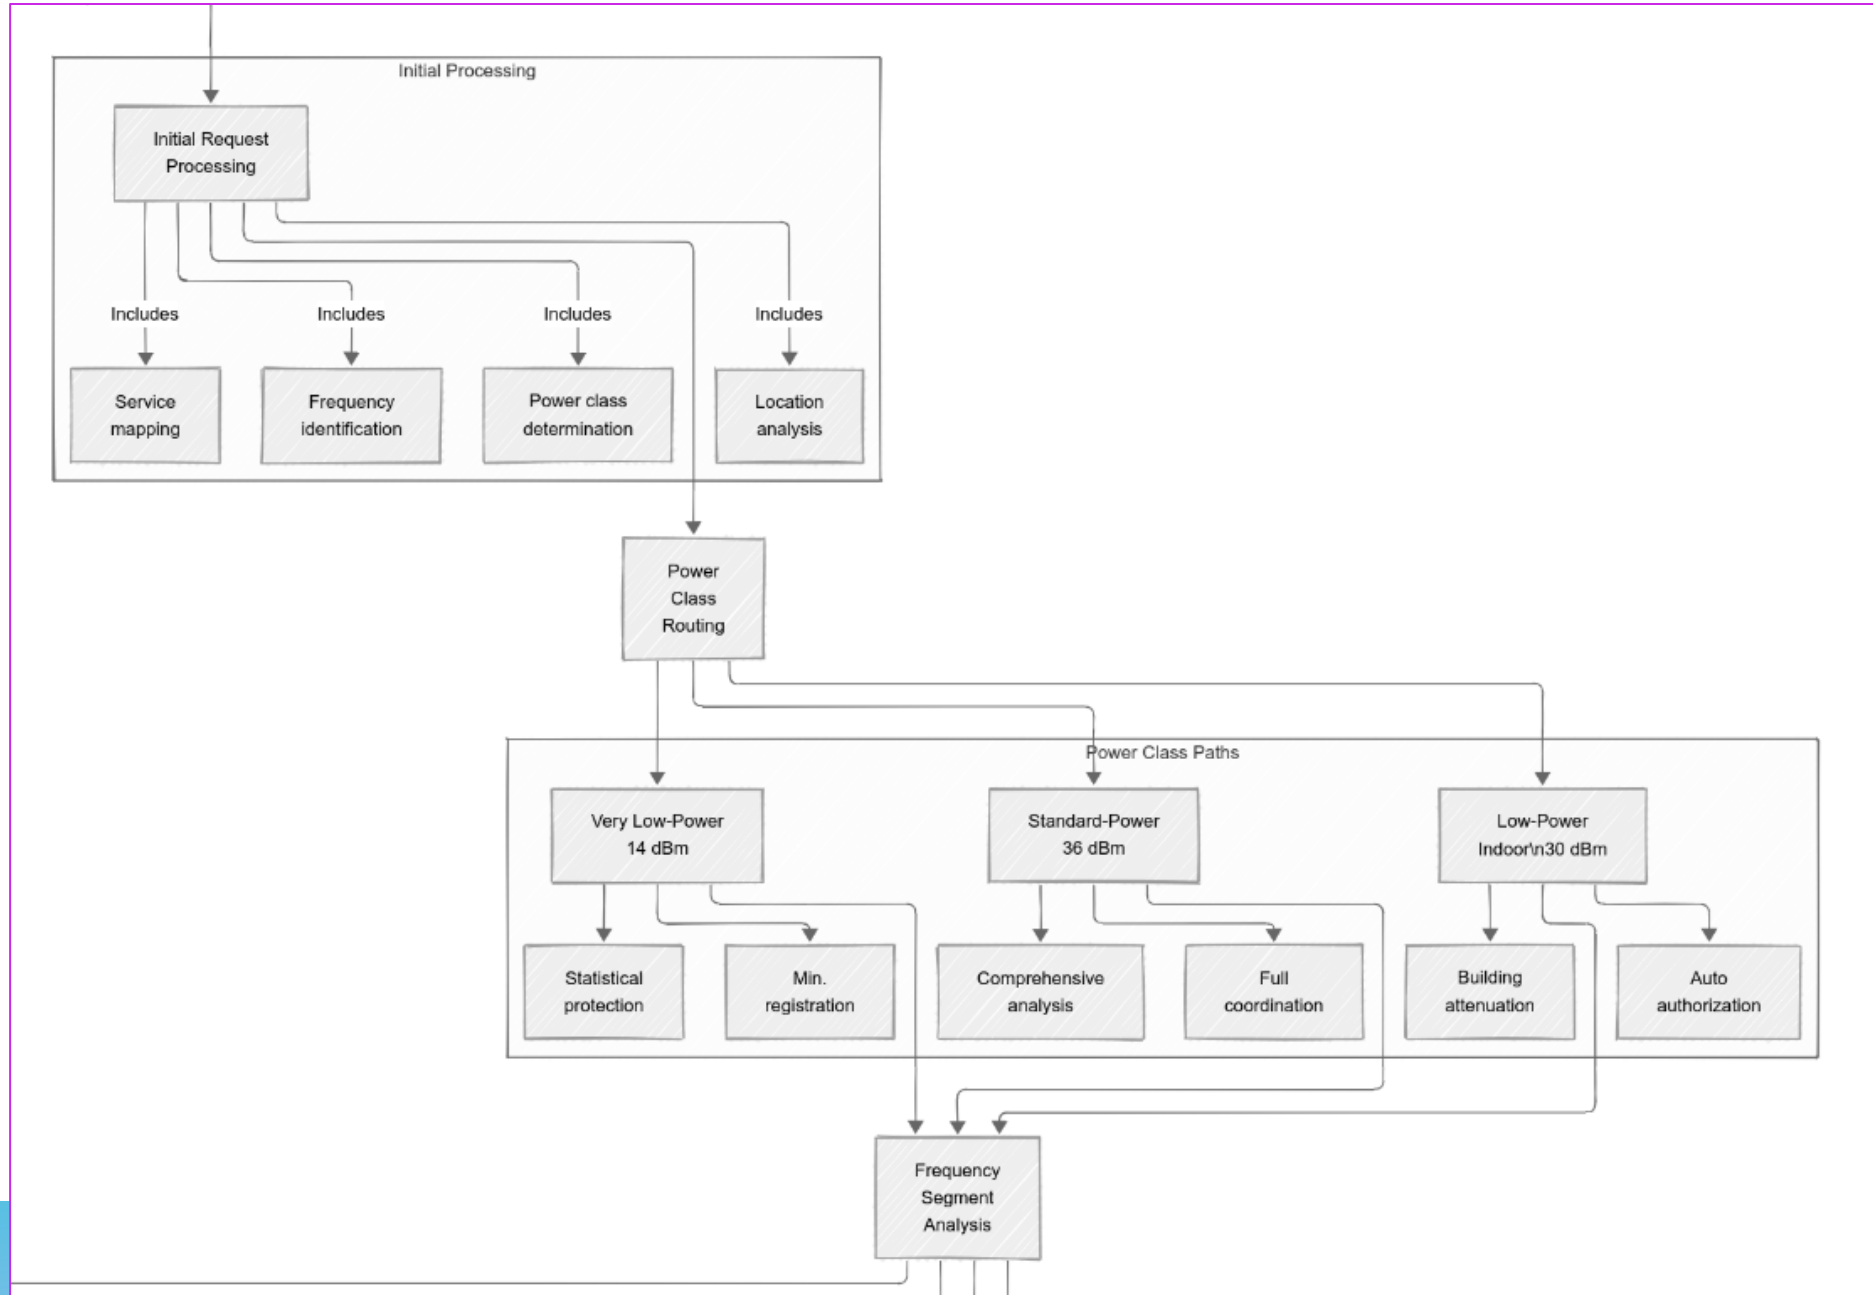 Initial Processing
Initial Request
Processing
Includes
Includes
Includes
Includes
Service
mapping
Frequency
identification
Power class
determination
Location
analysis
Power
Class
Routing
Power Class Paths
Very Low-Power
14 dBm
Standard-Power
36 dBm
Low-Power
Indoor\n30 dBm
Statistical
protection
Min.
registration
Comprehensive
analysis
Full
coordination
Building
attenuation
Auto
authorization
Frequency
Segment
Analysis